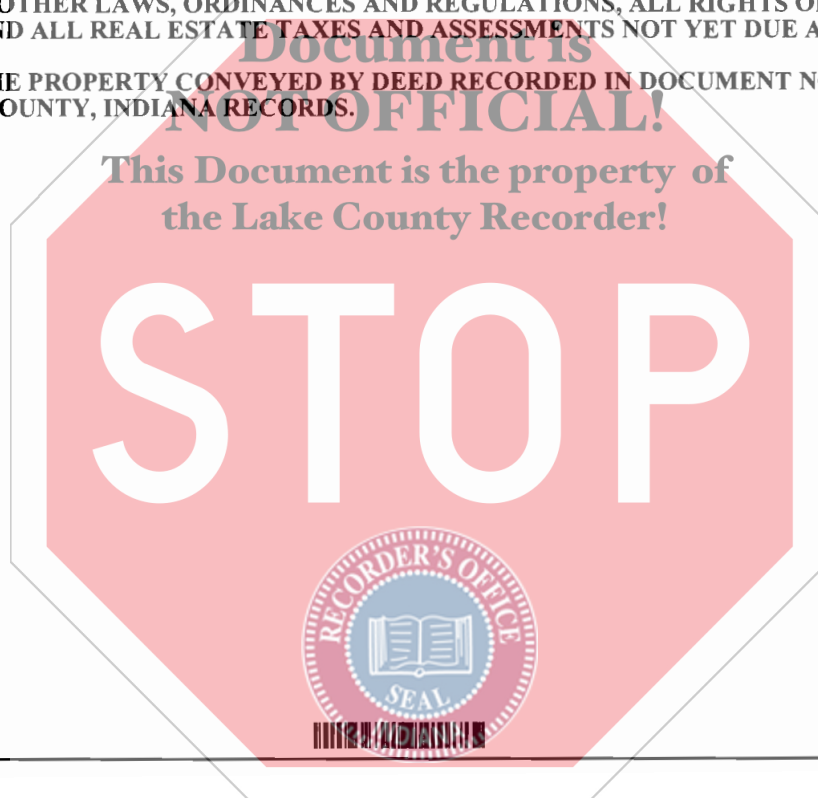 OTHER LAWS, ORDINANCES AND REGULATIONS, ALL RIGHTS
ALL REAL ESTATE TAXES AND ASSESSMENTS NOT YET DUE
Document is
PROPERTY CONVEYED BY DEED RECORDED IN DOCUMENT
OUNTY, INDIANA RECORDS.
NOT OFFICIAL!
This Document is the property of
the Lake County Recorder!
STOP
RECORDER'S OFFICE
SEAL
INDIANA